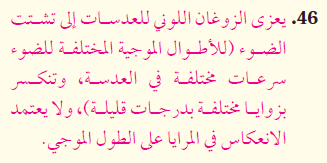 46. يعزى الزوغان اللوني للعدسات إلى تشتت
الضوء (للأطوال الموجية المختلفة للضوء
سرعات مختلفة في العدسة، وتنكسر
بزوايا مختلفة بدرجات قليلة)، ولا يعتمد
الانعكاس في المرايا على الطول الموجي.